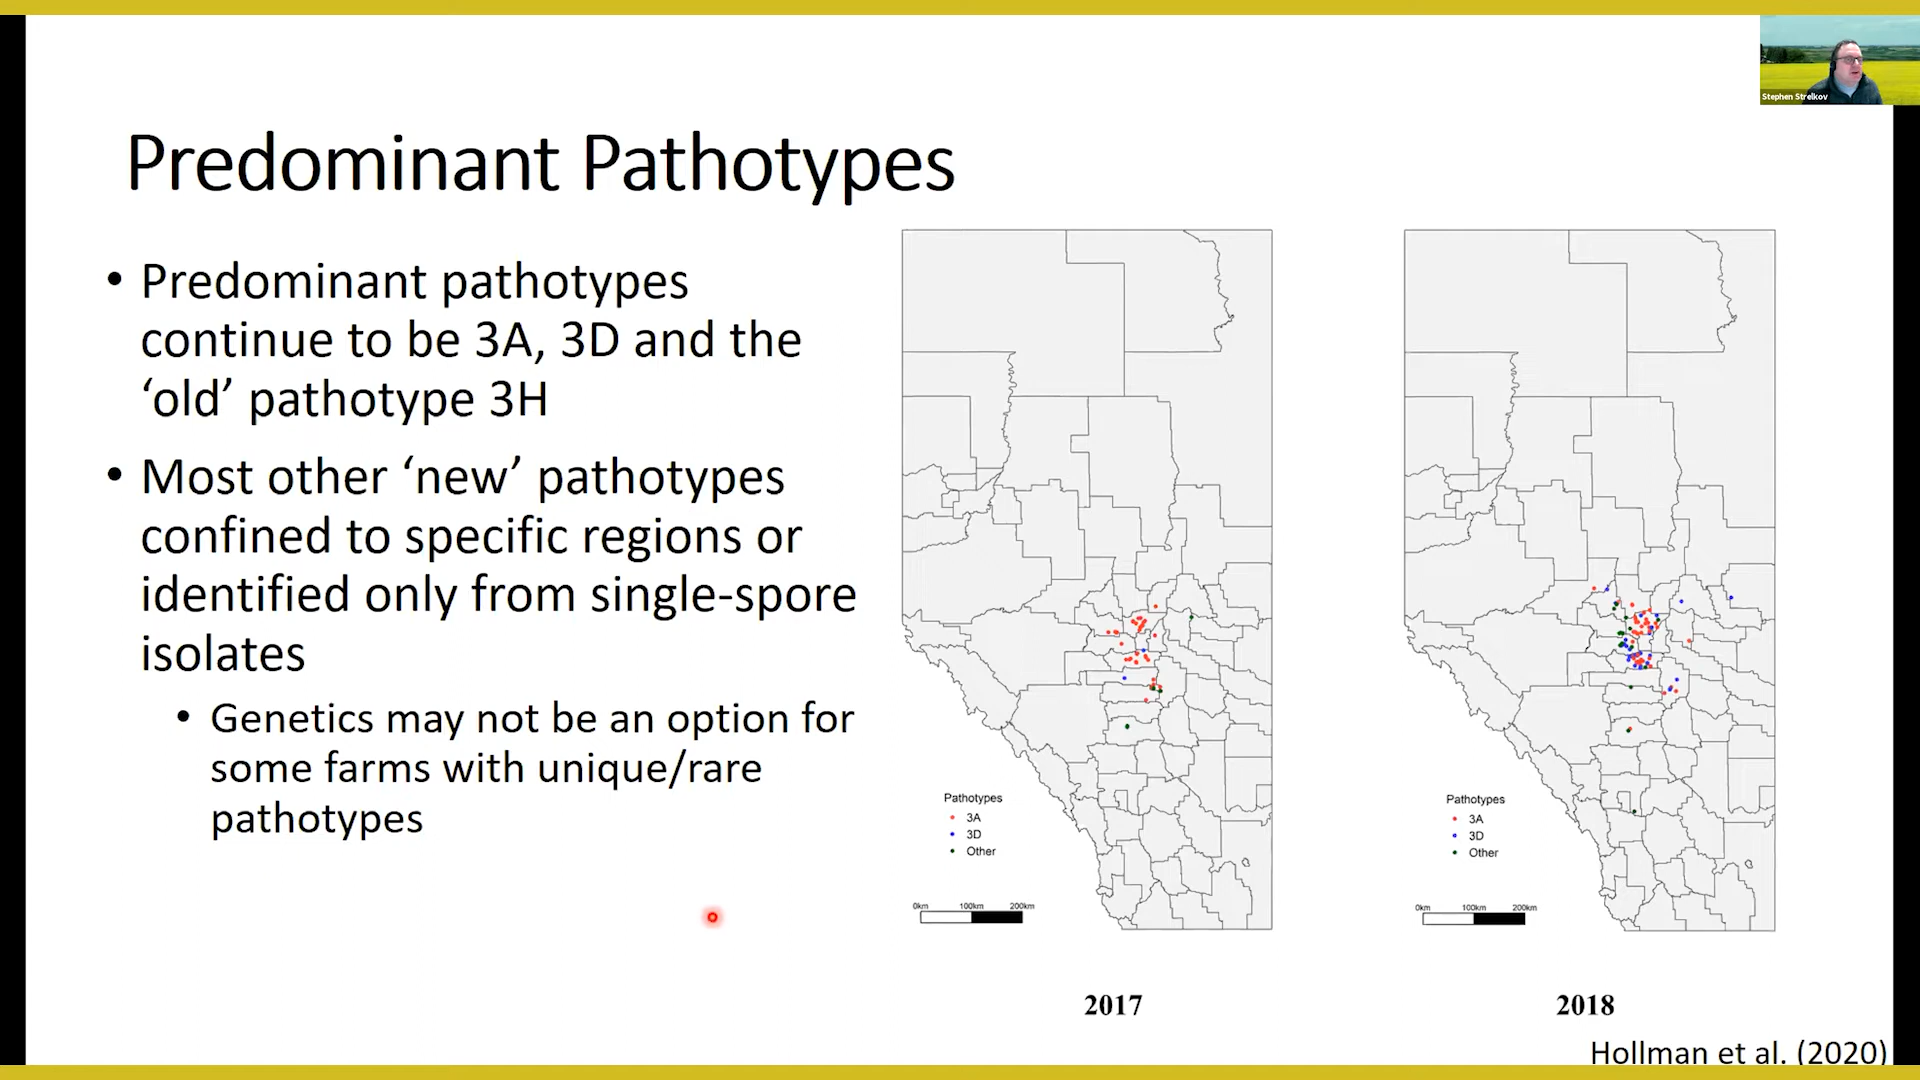 Stephen Strelkov
Predominant Pathotypes
• Predominant pathotypes
continue to be 3A, 3D and the
‘old’ pathotype 3H
• Most other ‘new’ pathotypes
confined to specific regions or
identified only from single-spore
isolates
• Genetics may not be an option for
some farms with unique/rare
pathotypes
Pathotypes
3A
3D
Other
0km 100km 200km
2017
Pathotypes
3A
3D
Other
0km 100km 200km
2018
Hollman et al. (2020)